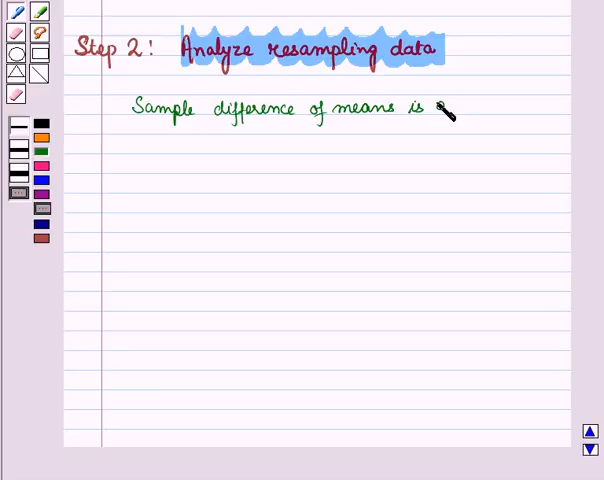 Step 2: Analyze resampling data
Sample difference of means is